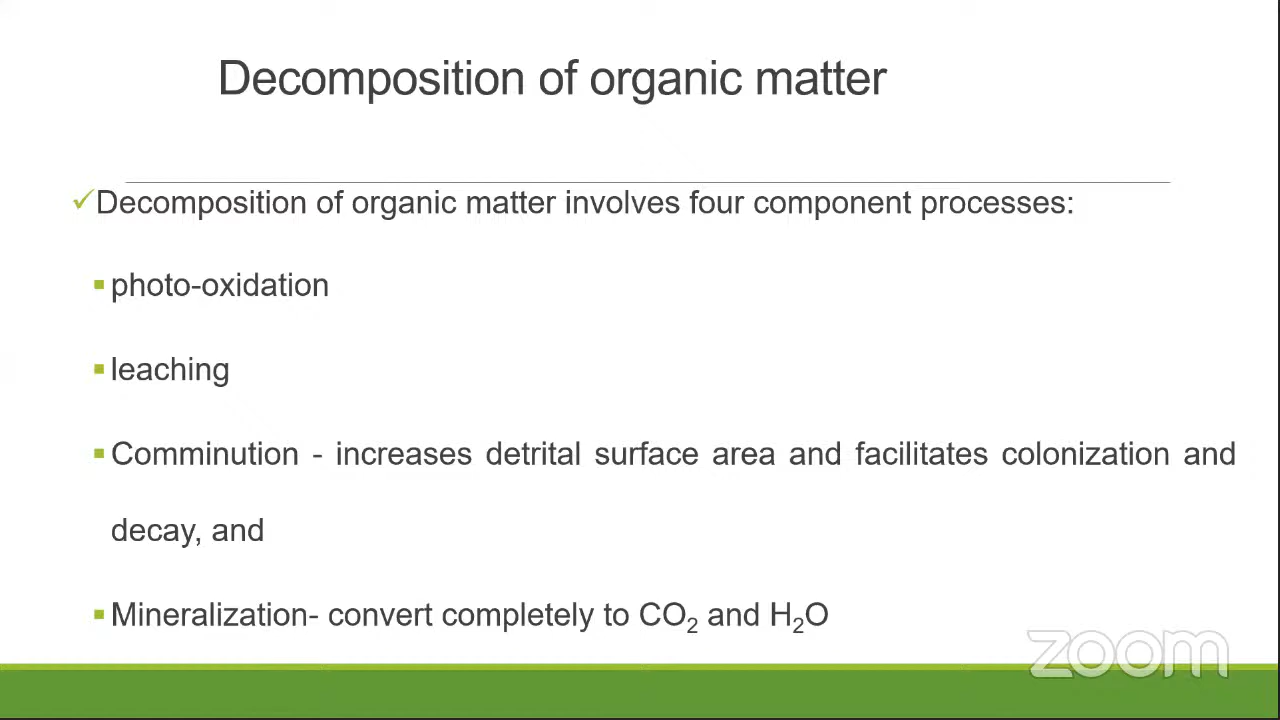 Decomposition of organic matter
✓Decomposition of organic matter involves four component processes:
▪photo-oxidation
▪leaching
▪Comminution - increases detrital surface area and facilitates colonization and
decay, and
▪Mineralization- convert completely to CO₂ and H₂O
zoom